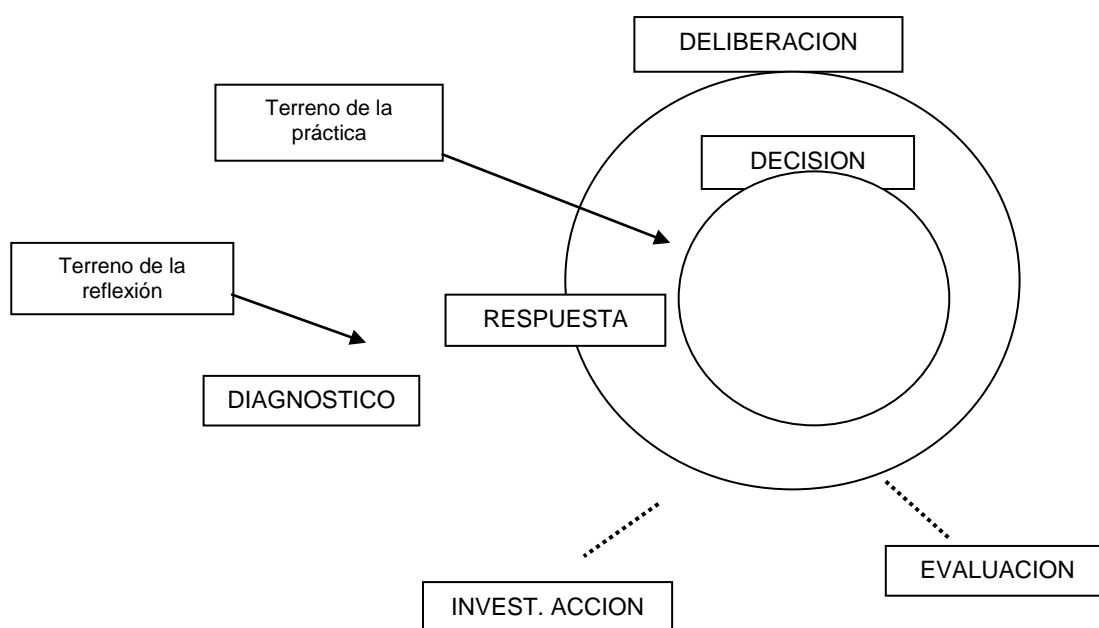 DELIBERACION
Terreno de la
práctica
DECISION
Terreno de la
reflexión
RESPUESTA
DIAGNOSTICO
EVALUACION
INVEST. ACCION